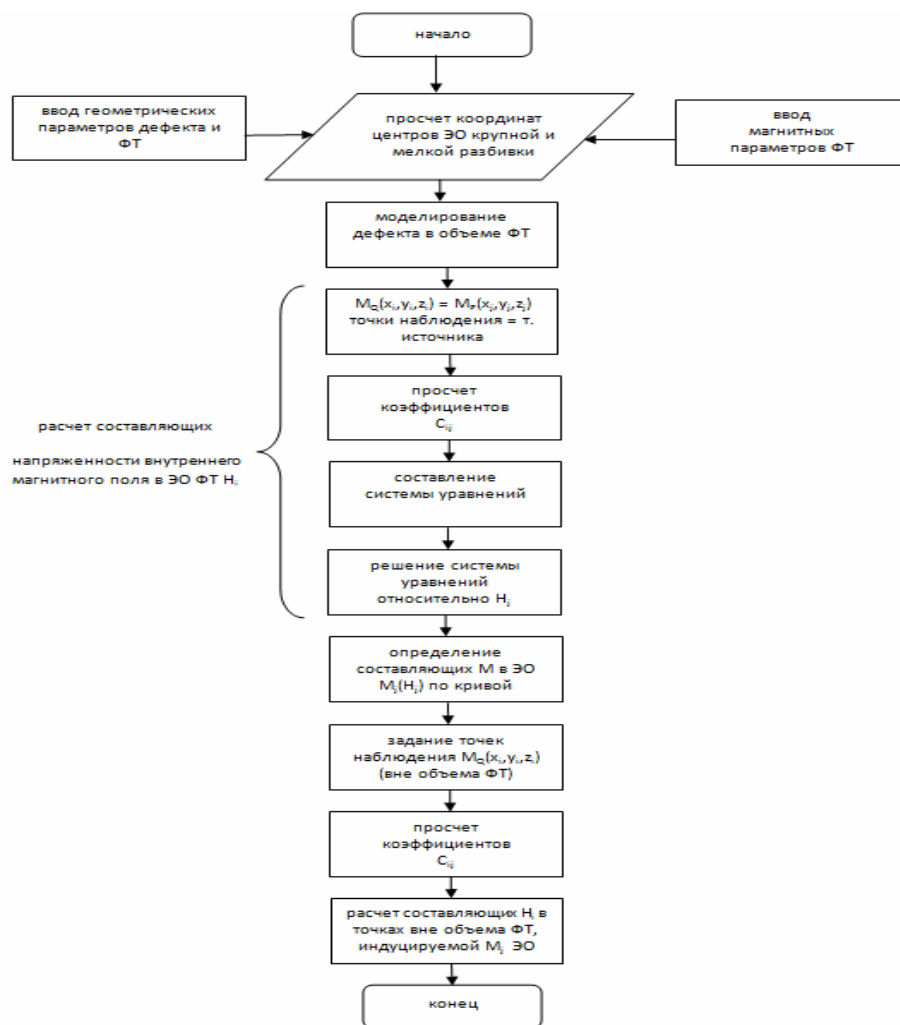 начало
ввод геометрических
параметров дефекта и
ФТ
просчет координат
центров ЭО крупной и
мелкой разбивки
ввод
магнитных
параметров ФТ
моделирование
дефекта в объеме ФТ
M_Q(x_i,y_i,z_i) = M_P(x_j,y_j,z_j)
точки наблюдения = т.
источника
просчет
коэффициентов
C_ij
расчет составляющих
напряженности внутреннего
магнитного поля в ЭО ФТ H_i
составление
системы уравнений
решение системы
уравнений
относительно H_j
определение
составляющих М в ЭО
M_j(H_j) по кривой
задание точек
наблюдения M_Q(x_i,y_i,z_i)
(вне объема ФТ)
просчет
коэффициентов
C_ij
расчет составляющих H_i в
точках вне объема ФТ,
индуцируемой M_j ЭО
конец